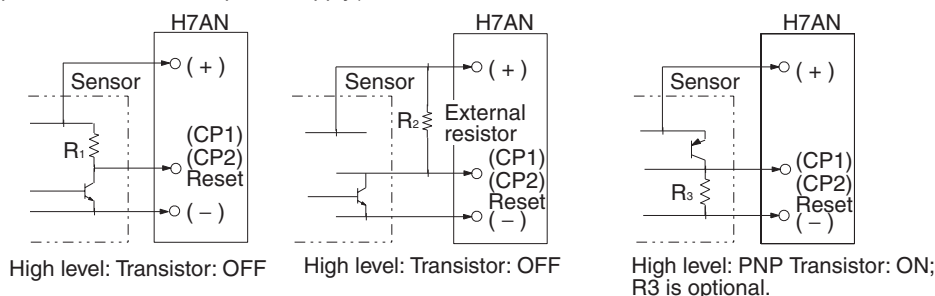 H7AN
( + )
Sensor
R1
(CP1)
(CP2)
Reset
( − )
High level: Transistor: OFF
H7AN
( + )
Sensor
R2
External
resistor
(CP1)
(CP2)
Reset
( − )
High level: Transistor: OFF
H7AN
( + )
Sensor
(CP1)
(CP2)
R3
Reset
( − )
High level: PNP Transistor: ON;
R3 is optional.